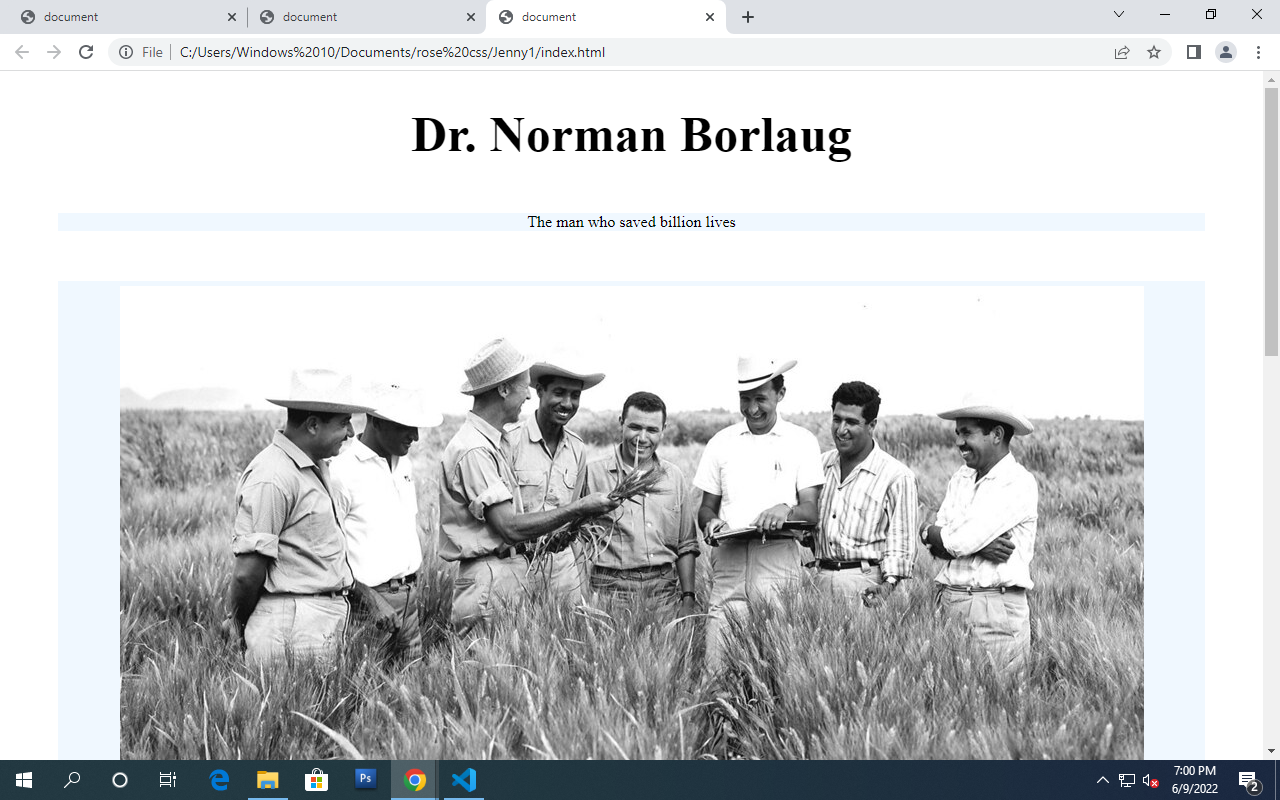 document
document
document
File
C:/Users/Windows%2010/Documents/rose%20css/Jenny1/index.html
Dr. Norman Borlaug
The man who saved billion lives
Ps
7:00 PM
6/9/2022
2